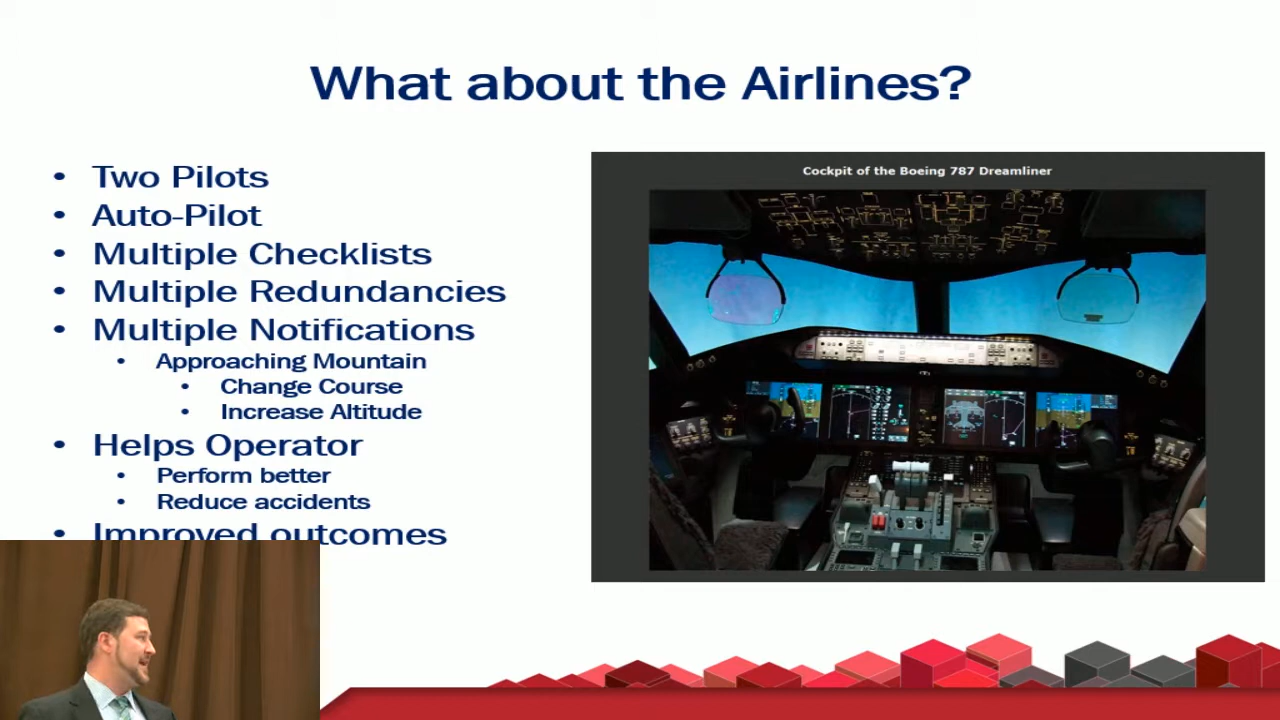 What about the Airlines?
• Two Pilots
• Auto-Pilot
• Multiple Checklists
• Multiple Redundancies
• Multiple Notifications
• Approaching Mountain
• Change Course
• Increase Altitude
• Helps Operator
• Perform better
• Reduce accidents
• Improved outcomes
Cockpit of the Boeing 787 Dreamliner